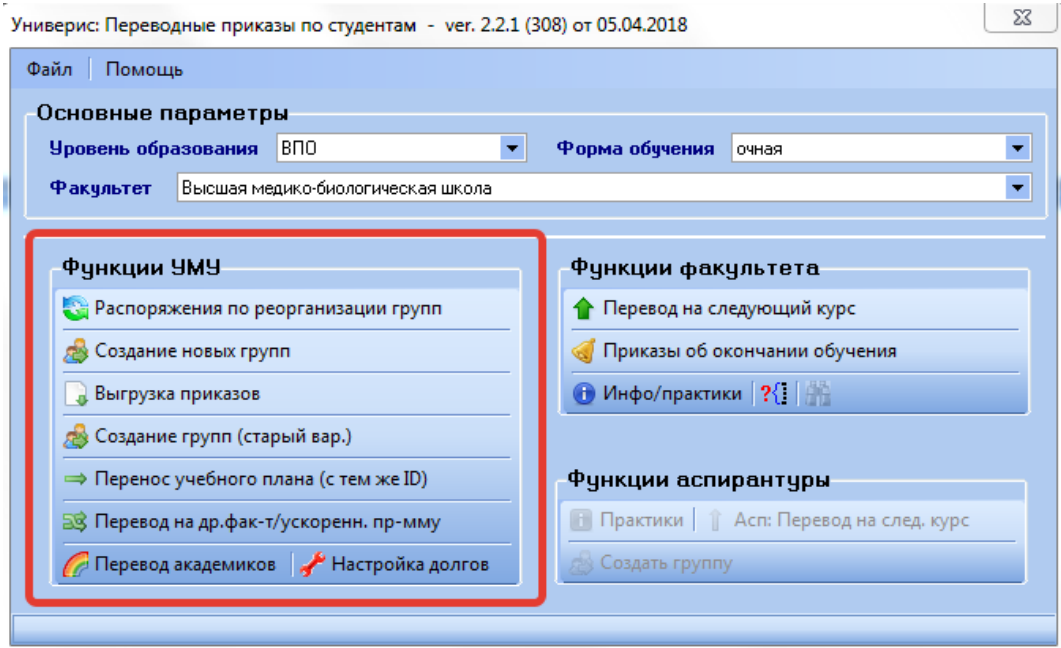 Универис: Переводные приказы по студентам - ver. 2.2.1 (308) от 05.04.2018
Файл Помощь
Основные параметры
Уровень образования ВПО Форма обучения очная
Факультет Высшая медико-биологическая школа
Функции УМУ
Распоряжения по реорганизации групп
Создание новых групп
Выгрузка приказов
Создание групп (старый вар.)
Перенос учебного плана (с тем же ID)
Перевод на др.фак-т/ускоренн. пр-мму
Перевод академиков Настройка долгов
Функции факультета
Перевод на следующий курс
Приказы об окончании обучения
Инфо/практики ?{
Функции аспирантуры
Практики Асп: Перевод на след. курс
Создать группу